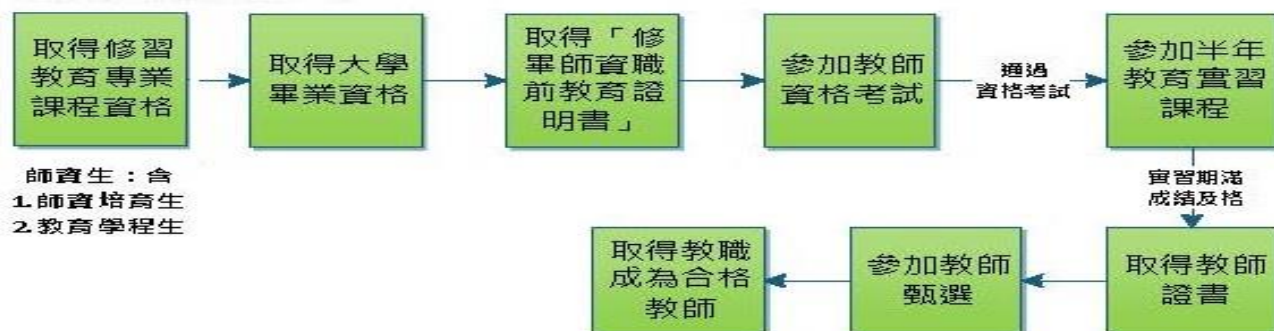 取得修習
教育專業
課程資格
取得大學
畢業資格
取得「修
畢師資職
前教育證
明書」
參加教師
資格考試
通過
資格考試
參加半年
教育實習
課程
師資生：含
1.師資培育生
2.教育學程生
實習期滿
成績及格
取得教師
證書
參加教師
甄選
取得教職
成為合格
教師